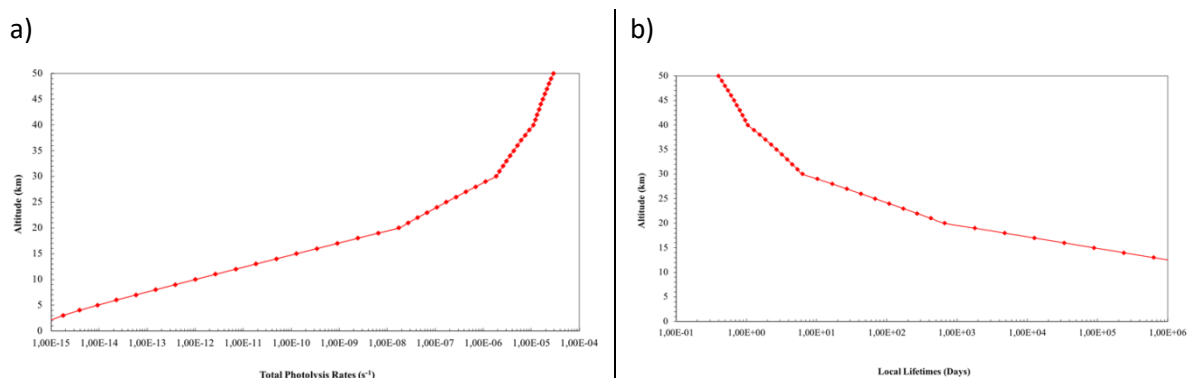 a)
50
45
40
35
30
25
20
15
10
5
0
Altitude (km)
1,00E-15 1,00E-14 1,00E-13 1,00E-12 1,00E-11 1,00E-10 1,00E-09 1,00E-08 1,00E-07 1,00E-06 1,00E-05 1,00E-04
Total Photolysis Rates (s⁻¹)
b)
50
45
40
35
30
25
20
15
10
5
0
Altitude (km)
1,00E-01 1,00E+00 1,00E+01 1,00E+02 1,00E+03 1,00E+04 1,00E+05 1,00E+06
Local Lifetimes (Days)